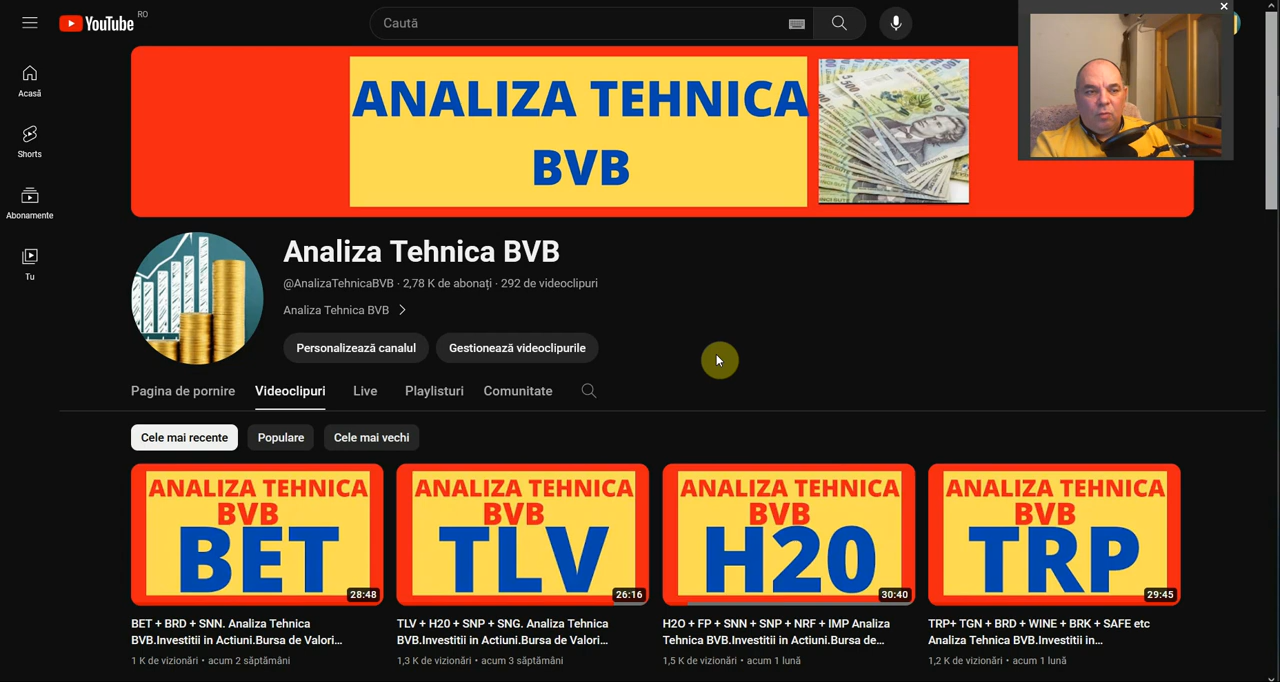 YouTube RO
Caută
Acasă
Shorts
Abonamente
Tu
ANALIZA TEHNICA
BVB
Analiza Tehnica BVB
@AnalizaTehnicaBVB · 2,78 K de abonați · 292 de videoclipuri
Analiza Tehnica BVB
Personalizează canalul
Gestionează videoclipurile
Pagina de pornire
Videoclipuri
Live
Playlisturi
Comunitate
Cele mai recente
Populare
Cele mai vechi
ANALIZA TEHNICA
BVB
BET
28:48
BET + BRD + SNN. Analiza Tehnica
BVB.Investitii in Actiuni.Bursa de Valori...
1 K de vizionări • acum 2 săptămâni
ANALIZA TEHNICA
BVB
TLV
26:16
TLV + H2O + SNP + SNG. Analiza Tehnica
BVB.Investitii in Actiuni.Bursa de Valori...
1,3 K de vizionări • acum 3 săptămâni
ANALIZA TEHNICA
BVB
H20
30:40
H2O + FP + SNN + SNP + NRF + IMP Analiza
Tehnica BVB.Investitii in Actiuni.Bursa de...
1,5 K de vizionări • acum 1 lună
ANALIZA TEHNICA
BVB
TRP
29:45
TRP+ TGN + BRD + WINE + BRK + SAFE etc
Analiza Tehnica BVB.Investitii in...
1,2 K de vizionări • acum 1 lună